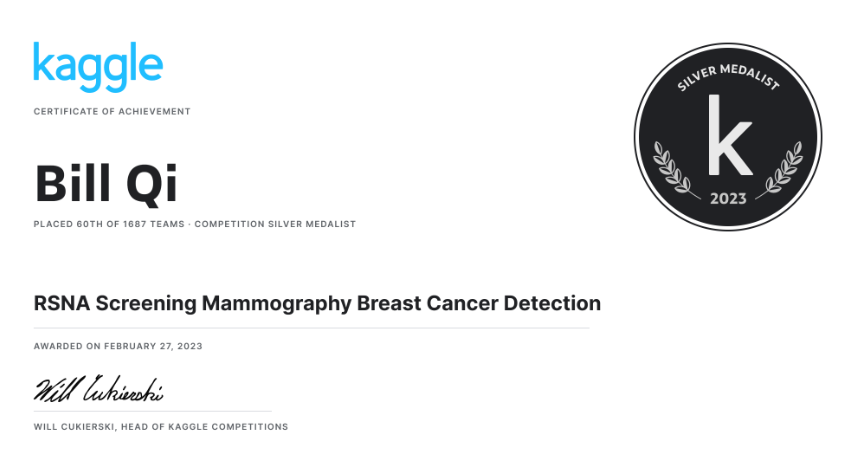 kaggle
CERTIFICATE OF ACHIEVEMENT
SILVER MEDALIST
k
2023
Bill Qi
PLACED 60TH OF 1687 TEAMS · COMPETITION SILVER MEDALIST
RSNA Screening Mammography Breast Cancer Detection
AWARDED ON FEBRUARY 27, 2023
Will Cukierski
WILL CUKIERSKI, HEAD OF KAGGLE COMPETITIONS